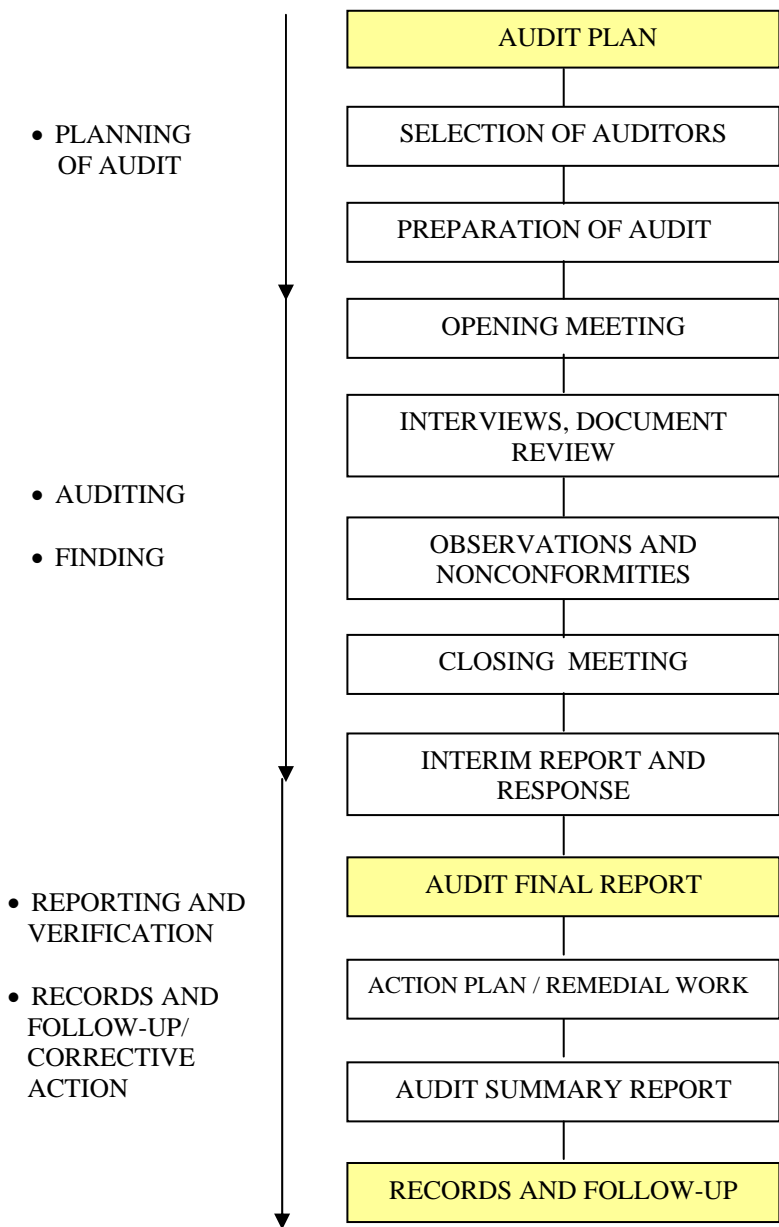 AUDIT PLAN
• PLANNING
OF AUDIT
SELECTION OF AUDITORS
PREPARATION OF AUDIT
OPENING MEETING
INTERVIEWS, DOCUMENT
REVIEW
• AUDITING
• FINDING
OBSERVATIONS AND
NONCONFORMITIES
CLOSING MEETING
INTERIM REPORT AND
RESPONSE
AUDIT FINAL REPORT
• REPORTING AND
VERIFICATION
• RECORDS AND
FOLLOW-UP/
CORRECTIVE
ACTION
ACTION PLAN / REMEDIAL WORK
AUDIT SUMMARY REPORT
RECORDS AND FOLLOW-UP